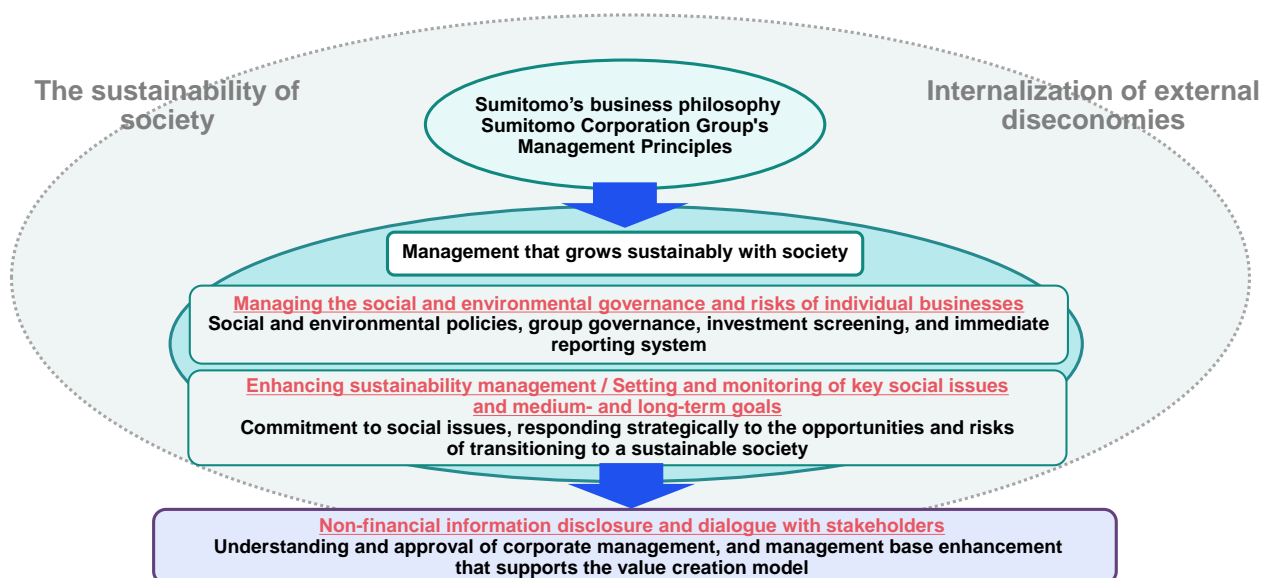 The sustainability of
society
Internalization of external
diseconomies
Sumitomo’s business philosophy
Sumitomo Corporation Group's
Management Principles
Management that grows sustainably with society
Managing the social and environmental governance and risks of individual businesses
Social and environmental policies, group governance, investment screening, and immediate
reporting system
Enhancing sustainability management / Setting and monitoring of key social issues
and medium- and long-term goals
Commitment to social issues, responding strategically to the opportunities and risks
of transitioning to a sustainable society
Non-financial information disclosure and dialogue with stakeholders
Understanding and approval of corporate management, and management base enhancement
that supports the value creation model